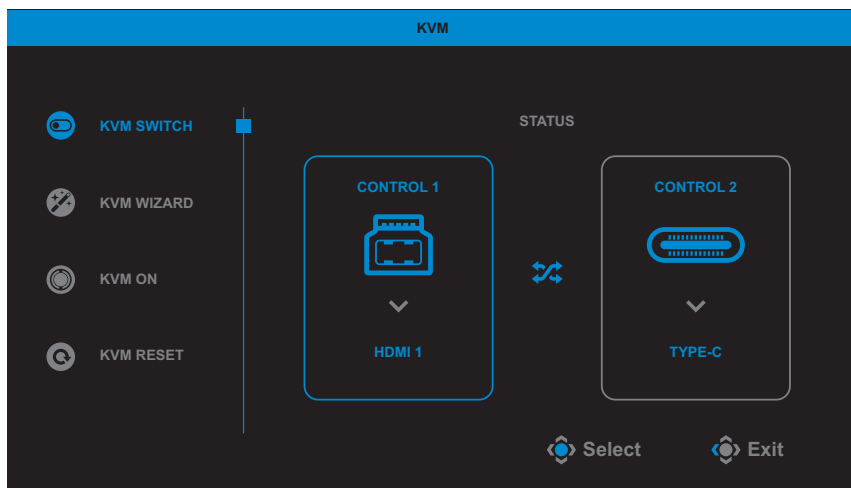 KVM
KVM SWITCH
KVM WIZARD
KVM ON
KVM RESET
STATUS
CONTROL 1
HDMI 1
CONTROL 2
TYPE-C
Select
Exit